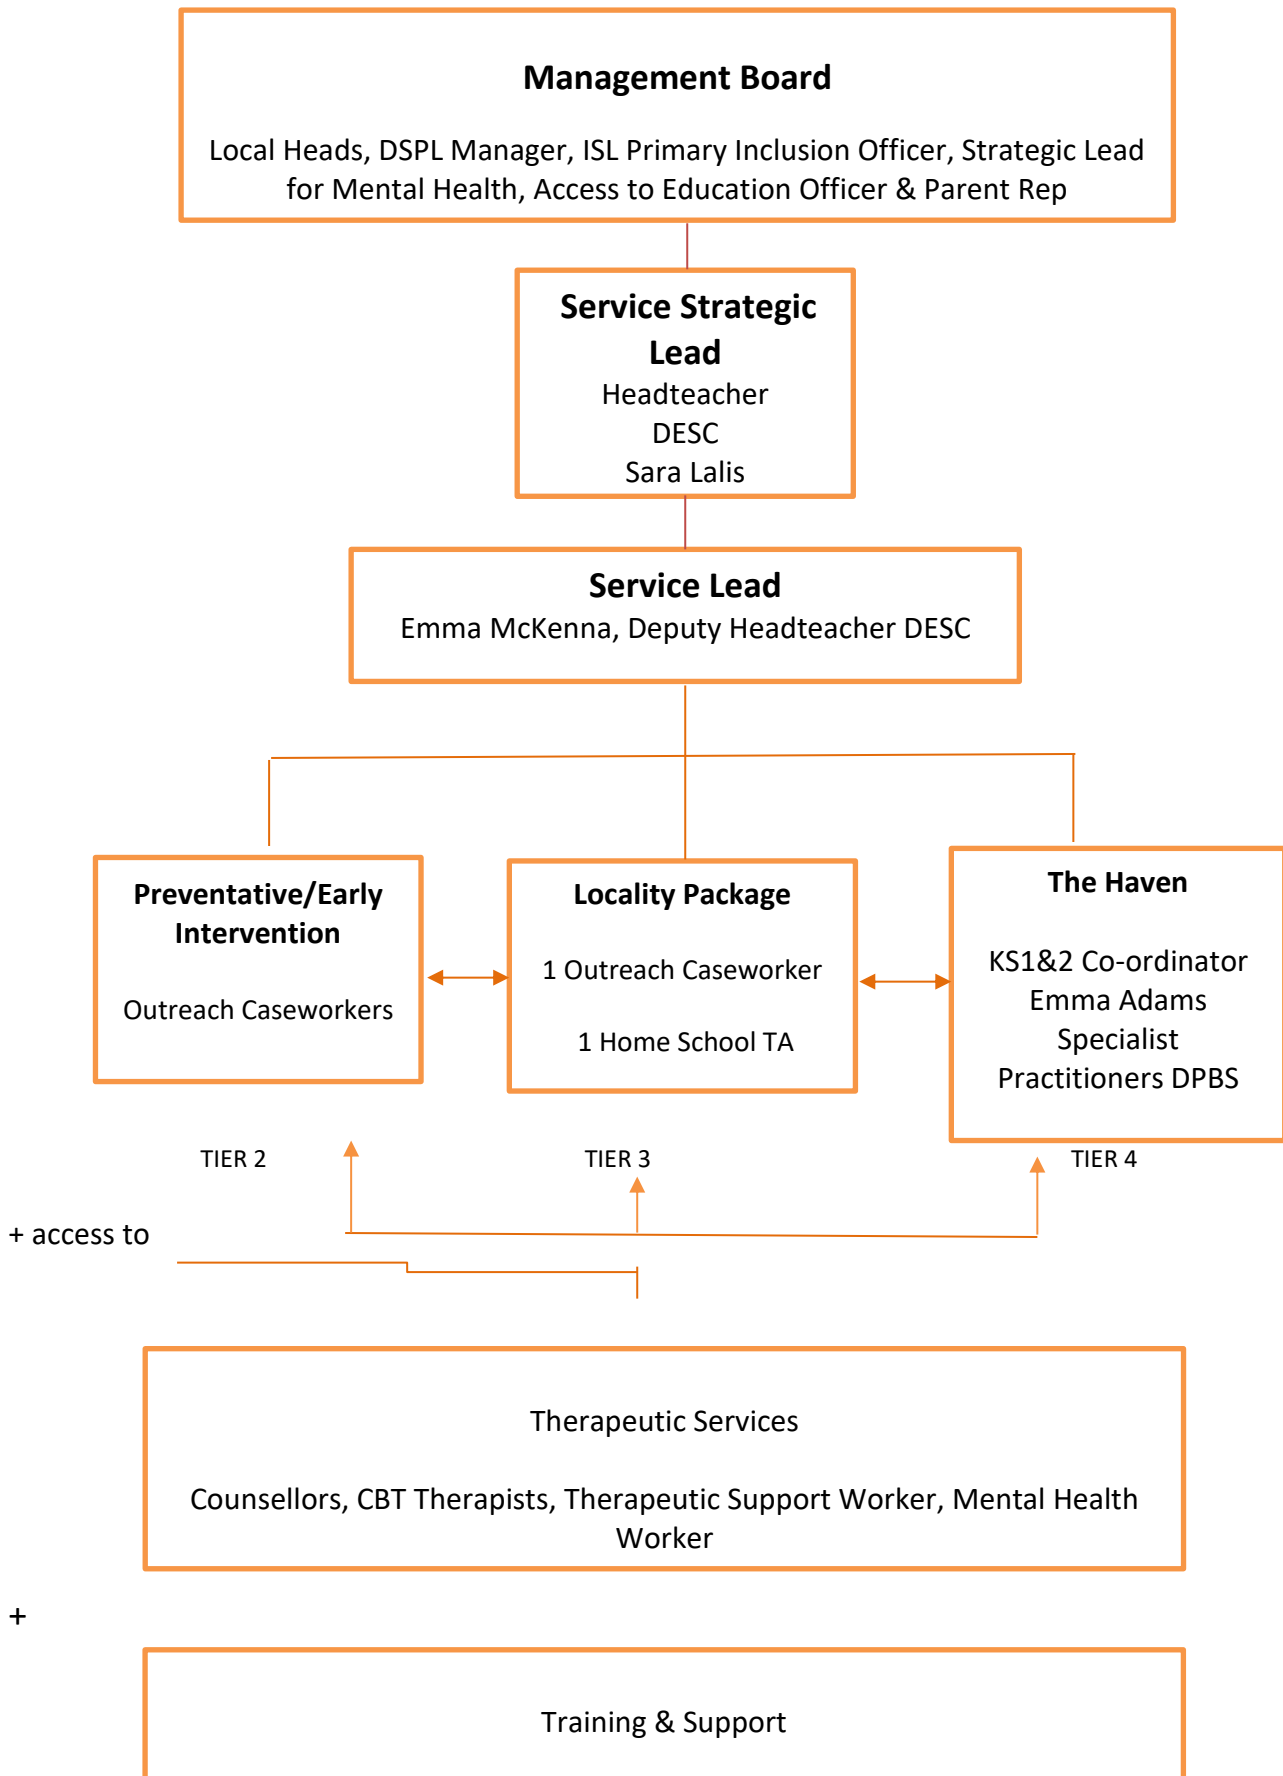 Management Board
Local Heads, DSPL Manager, ISL Primary Inclusion Officer, Strategic Lead
for Mental Health, Access to Education Officer & Parent Rep
Service Strategic
Lead
Headteacher
DESC
Sara Lalis
Service Lead
Emma McKenna, Deputy Headteacher DESC
Preventative/Early
Intervention
Outreach Caseworkers
Locality Package
1 Outreach Caseworker
1 Home School TA
The Haven
KS1&2 Co-ordinator
Emma Adams
Specialist
Practitioners DPBS
TIER 2
TIER 3
TIER 4
+ access to
Therapeutic Services
Counsellors, CBT Therapists, Therapeutic Support Worker, Mental Health
Worker
+
Training & Support